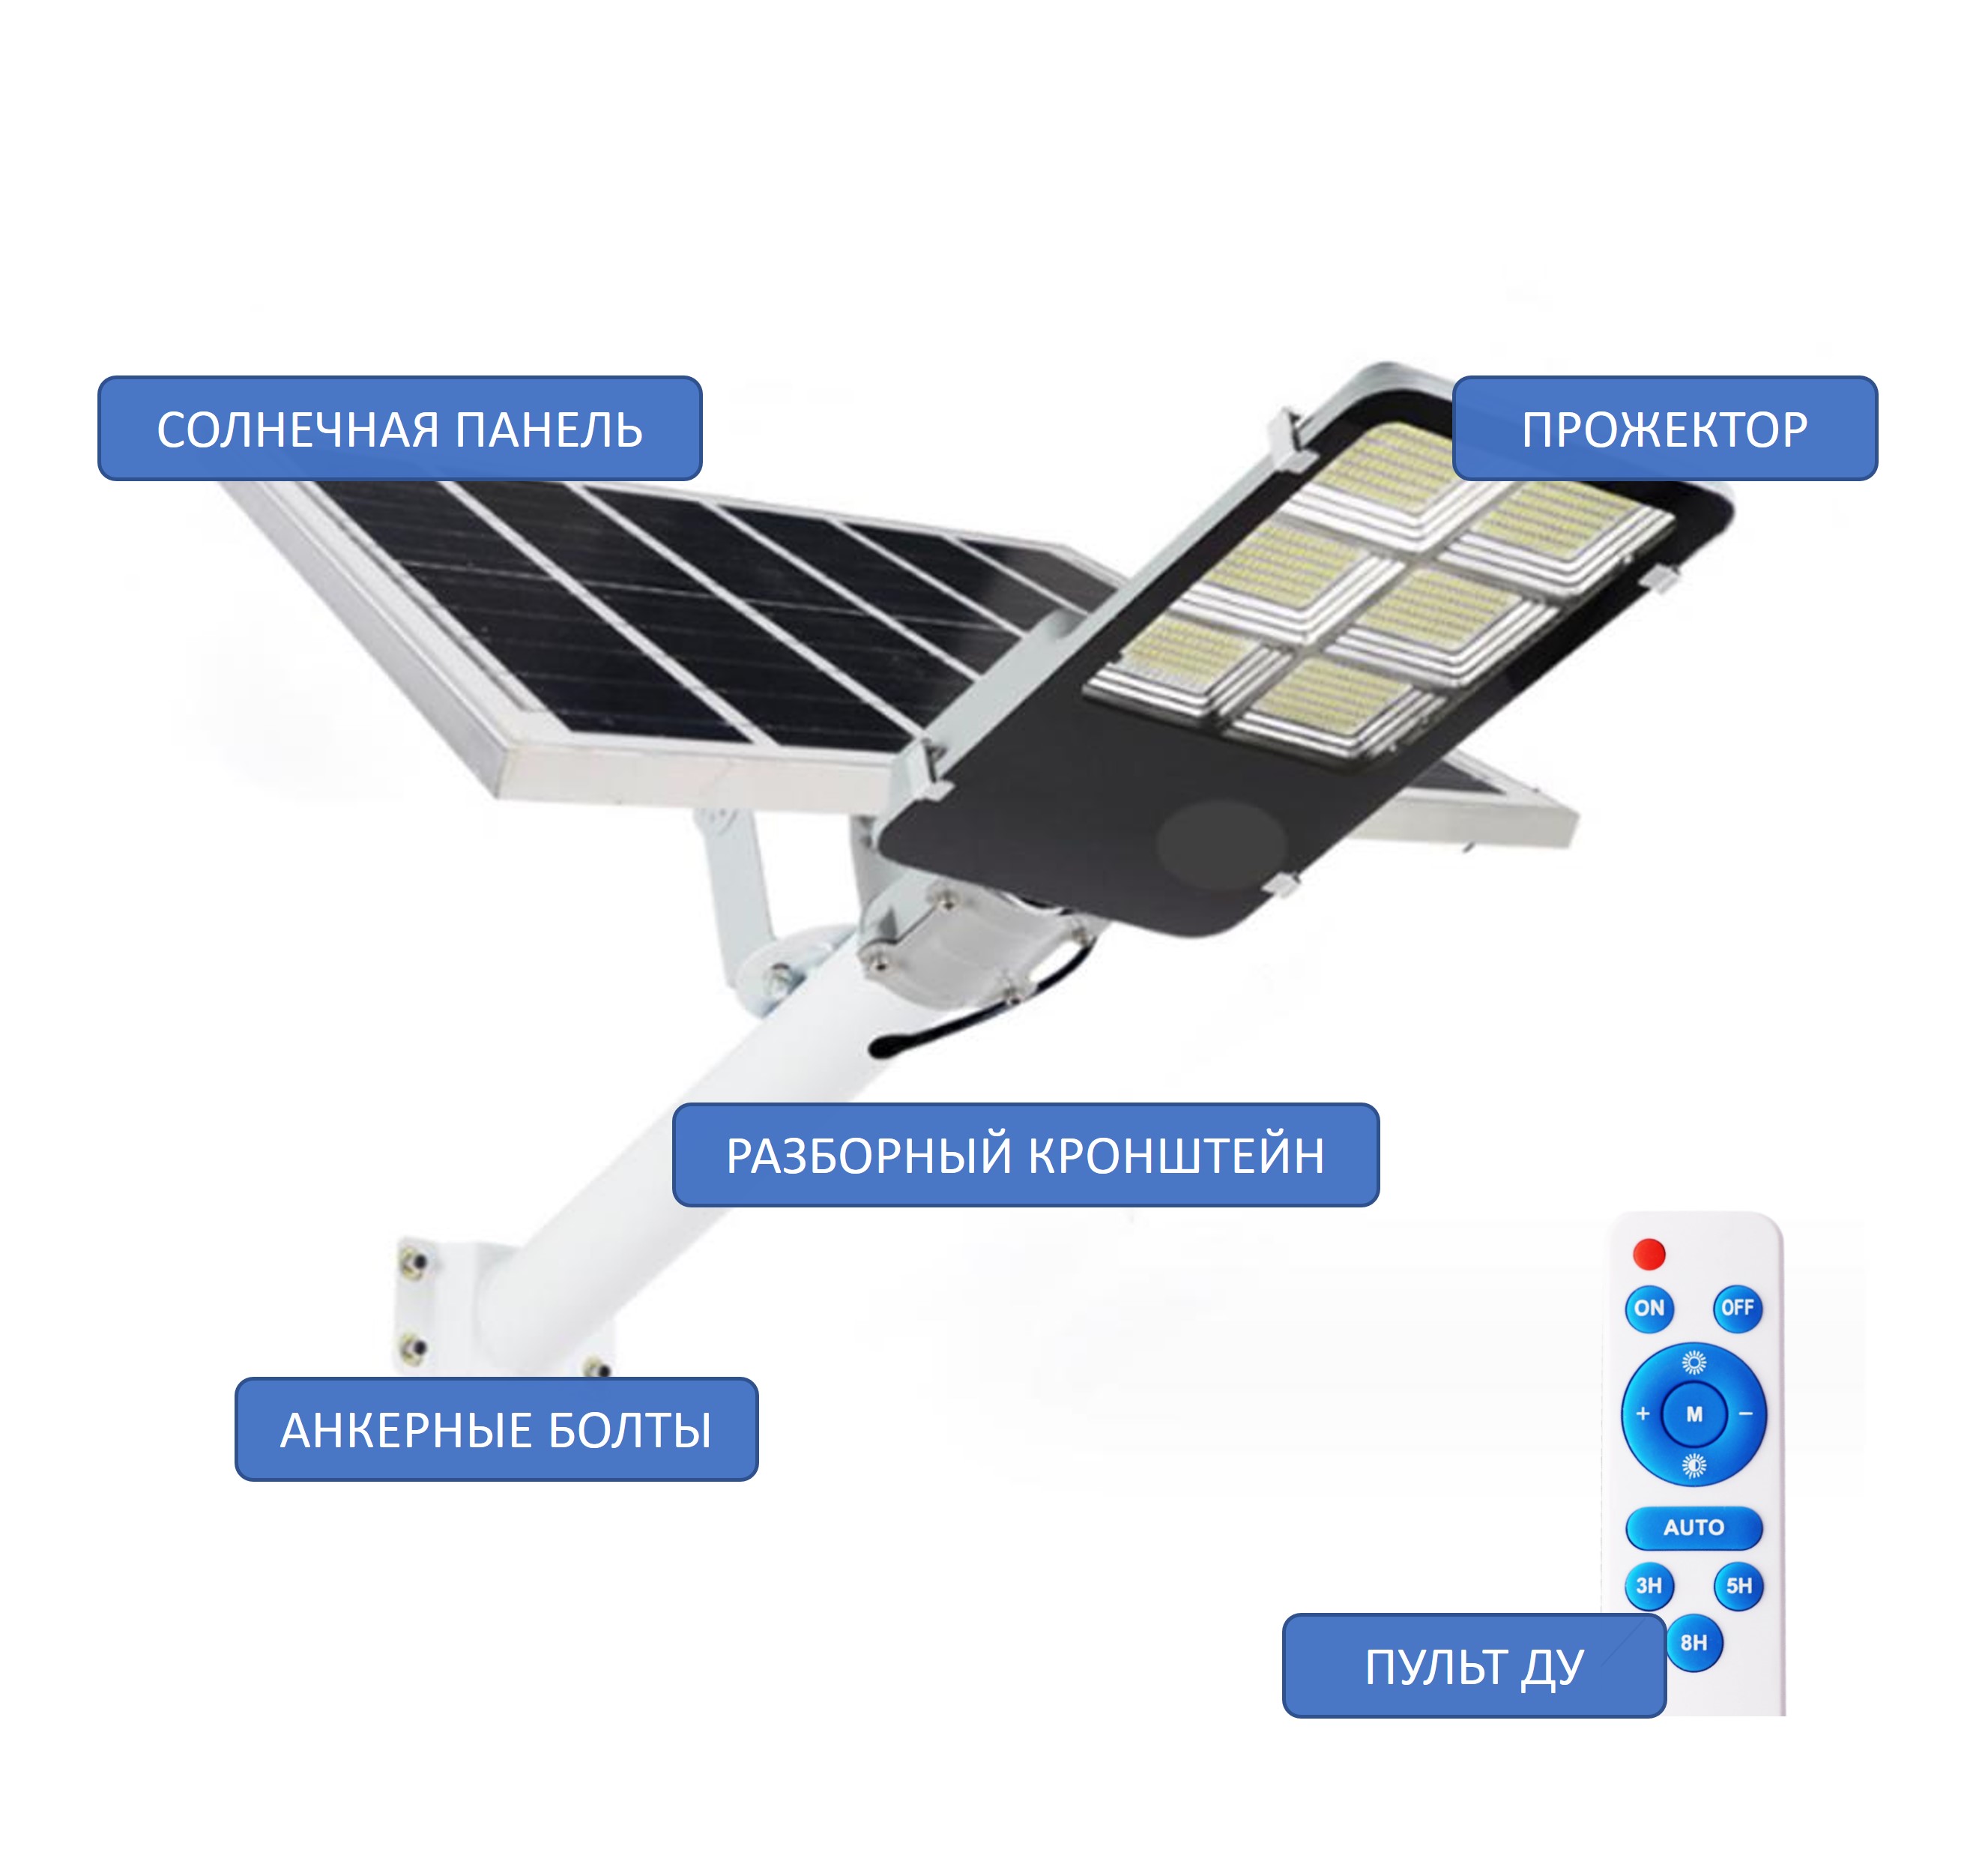 СОЛНЕЧНАЯ ПАНЕЛЬ
ПРОЖЕКТОР
РАЗБОРНЫЙ КРОНШТЕЙН
АНКЕРНЫЕ БОЛТЫ
ON OFF
+ M −
AUTO
3H 5H
8H
ПУЛЬТ ДУ